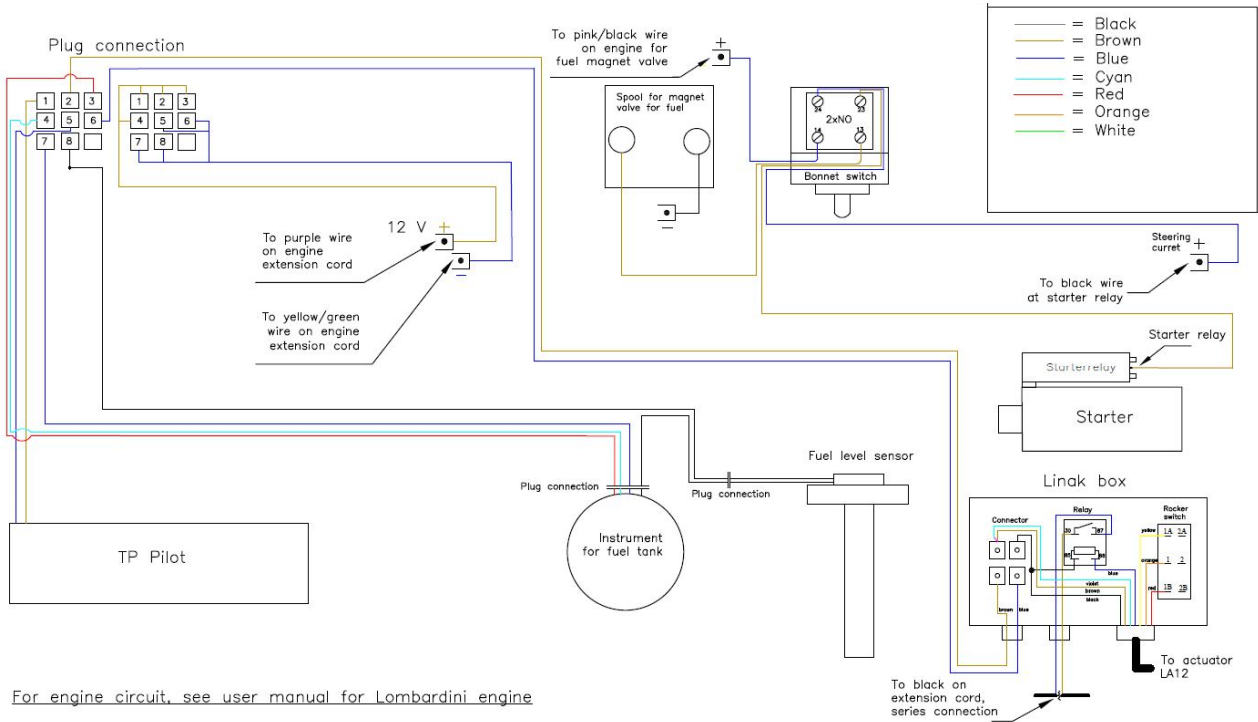 Plug connection
1 2 3
4 5 6
7 8
1 2 3
4 5 6
7 8
To pink/black wire
on engine for
fuel magnet valve
+
Spool for magnet
valve for fuel
−
24 23
2xNO
14 13
Bonnet switch
= Black
= Brown
= Blue
= Cyan
= Red
= Orange
= White
12 V +
−
To purple wire
on engine
extension cord
To yellow/green
wire on engine
extension cord
Steering
curret +
To black wire
at starter relay
Starter relay
Starterrelay
Starter
Fuel level sensor
Plug connection
Plug connection
Instrument
for fuel tank
TP Pilot
Linak box
Connector
Relay
Rocker
switch
30 87
85
yellow 1A 2A
orange 1 2
red 1B 2B
blue
violet
brown
black
brown blue
To actuator
LA12
To black on
extension cord,
series connection
For engine circuit, see user manual for Lombardini engine